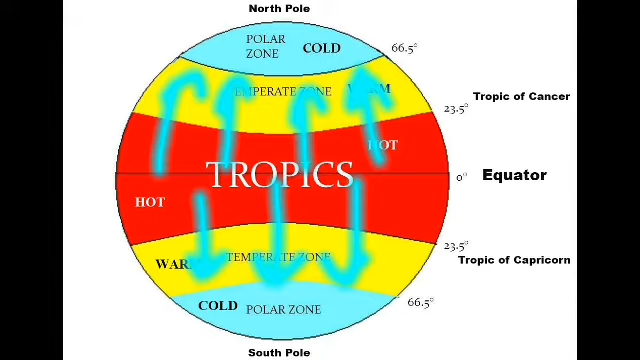 North Pole
POLAR
ZONE
COLD
66.5°
TEMPERATE ZONE
WARM
Tropic of Cancer
23.5°
HOT
TROPICS
0°
Equator
HOT
23.5°
TEMPERATE ZONE
WARM
Tropic of Capricorn
COLD
POLAR ZONE
66.5°
South Pole